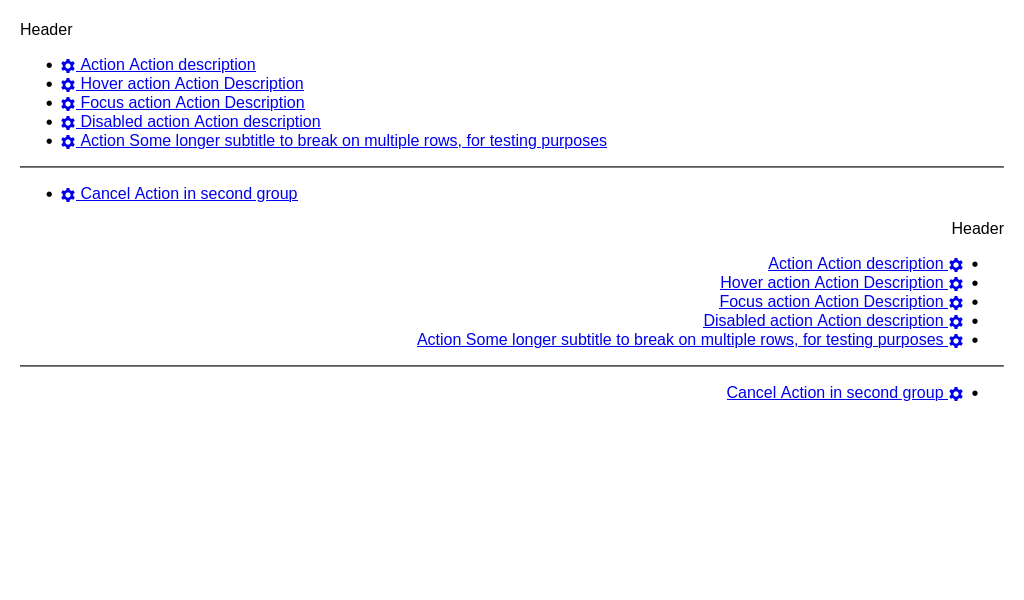 Header
Action Action description
Hover action Action Description
Focus action Action Description
Disabled action Action description
Action Some longer subtitle to break on multiple rows, for testing purposes
Cancel Action in second group
Header
Action Action description
Hover action Action Description
Focus action Action Description
Disabled action Action description
Action Some longer subtitle to break on multiple rows, for testing purposes
Cancel Action in second group